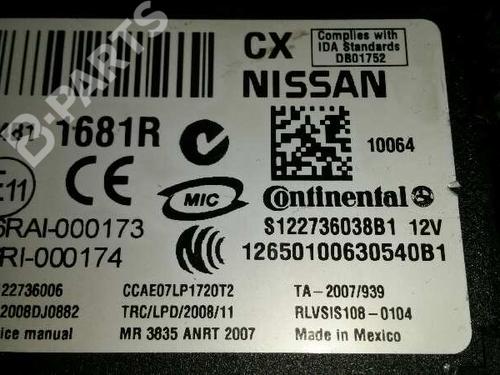 CX
Complies with
IDA Standards
DB01752
NISSAN
1681R
10064
E11
CE
MIC
Continental
RAI-000173
S122736038B1 12V
RI-000174
12650100630540B1
22736006
CCAE07LP1720T2
TA-2007/939
2008DJ0882
TRC/LPD/2008/11
RLVSIS108-0104
ice manual
MR 3835 ANRT 2007
Made in Mexico
B-PARTS